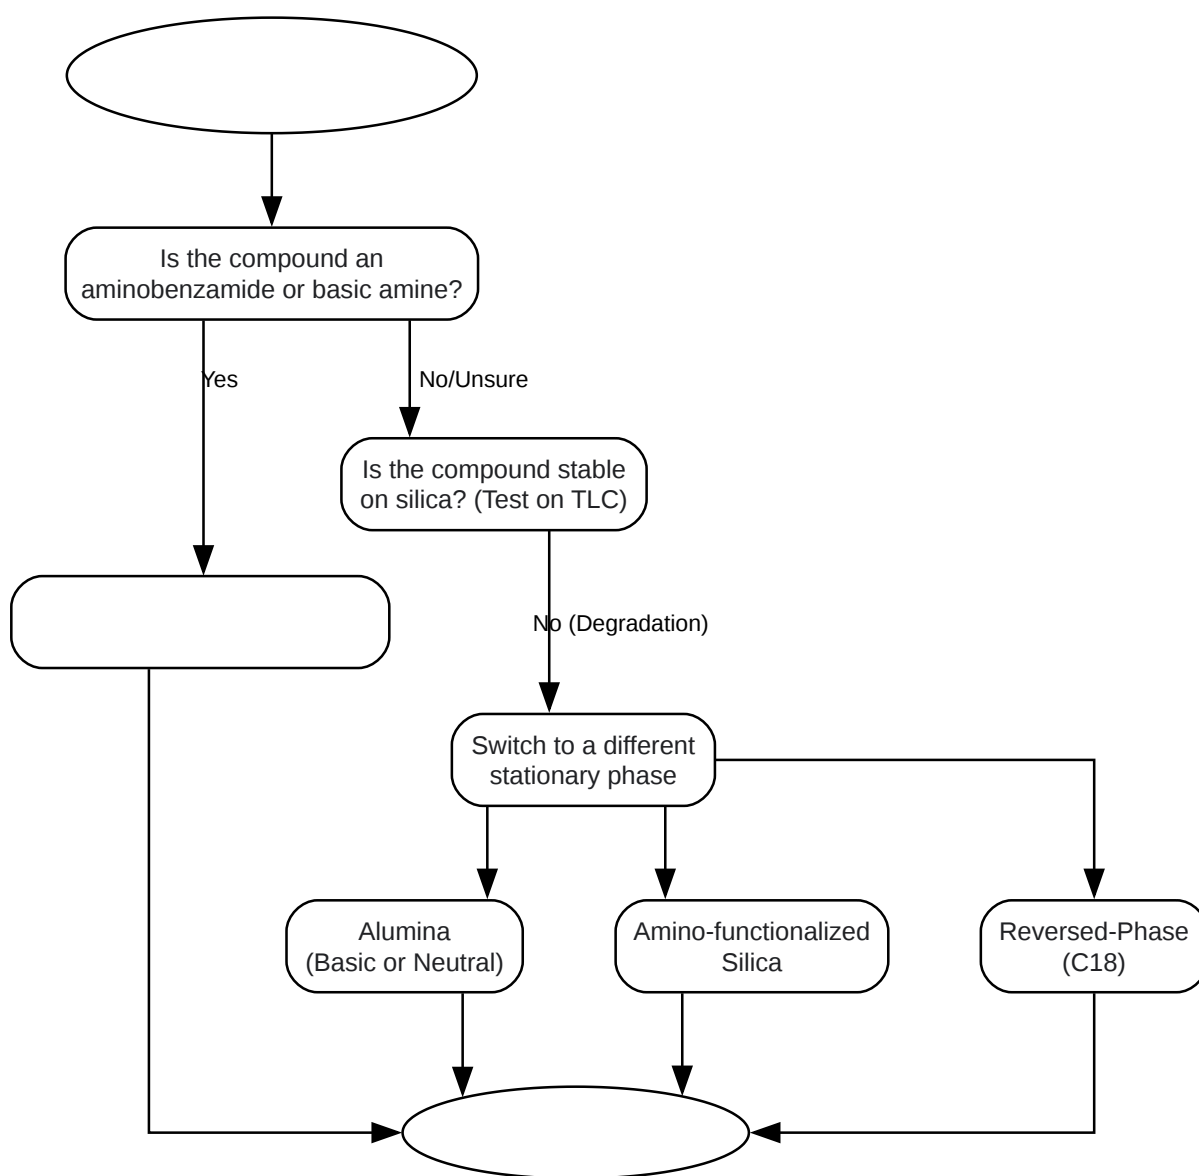 Is the compound an
aminobenzamide or basic amine?
Yes
No/Unsure
Is the compound stable
on silica? (Test on TLC)
No (Degradation)
Switch to a different
stationary phase
Alumina
(Basic or Neutral)
Amino-functionalized
Silica
Reversed-Phase
(C18)